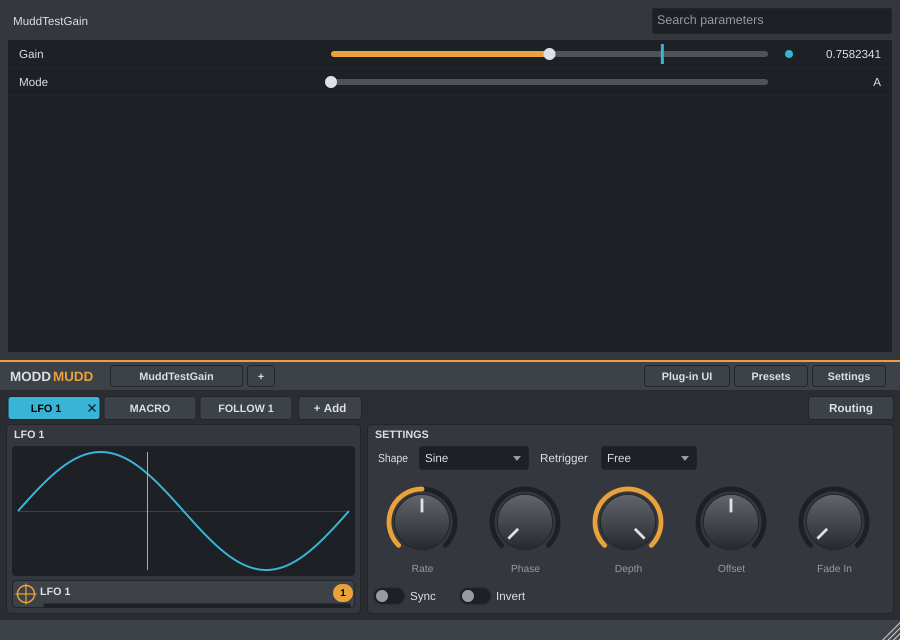 MuddTestGain
Search parameters
Gain 0.7582341
Mode A
MODDMUDD MuddTestGain + Plug-in UI Presets Settings
LFO 1 MACRO FOLLOW 1 + Add Routing
LFO 1
SETTINGS
Shape Sine Retrigger Free
Rate Phase Depth Offset Fade In
LFO 1 1
Sync Invert